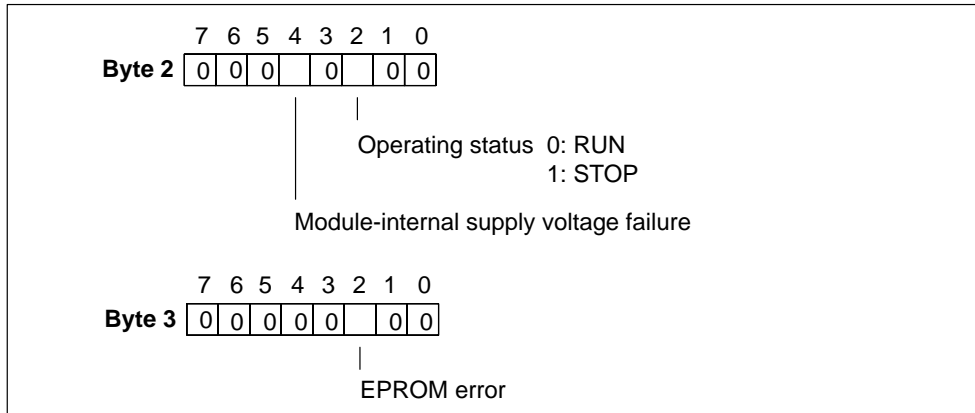 7 6 5 4 3 2 1 0
Byte 2 0 0 0 0 0 0
Operating status 0: RUN
1: STOP
Module-internal supply voltage failure
7 6 5 4 3 2 1 0
Byte 3 0 0 0 0 0 0 0
EPROM error